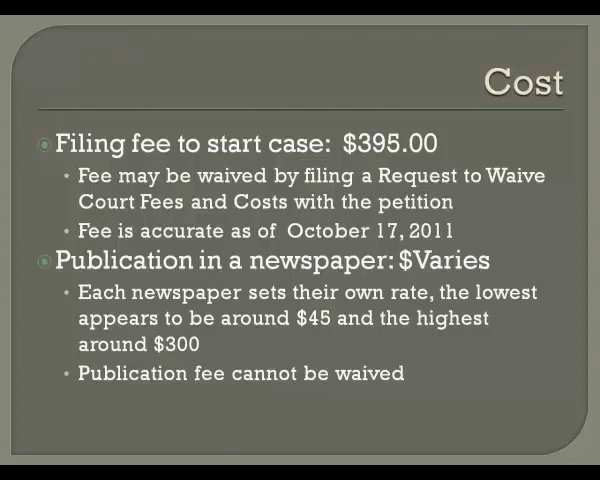 Cost
Filing fee to start case: $395.00
Fee may be waived by filing a Request to Waive
Court Fees and Costs with the petition
Fee is accurate as of October 17, 2011
Publication in a newspaper: $Varies
Each newspaper sets their own rate, the lowest
appears to be around $45 and the highest
around $300
Publication fee cannot be waived